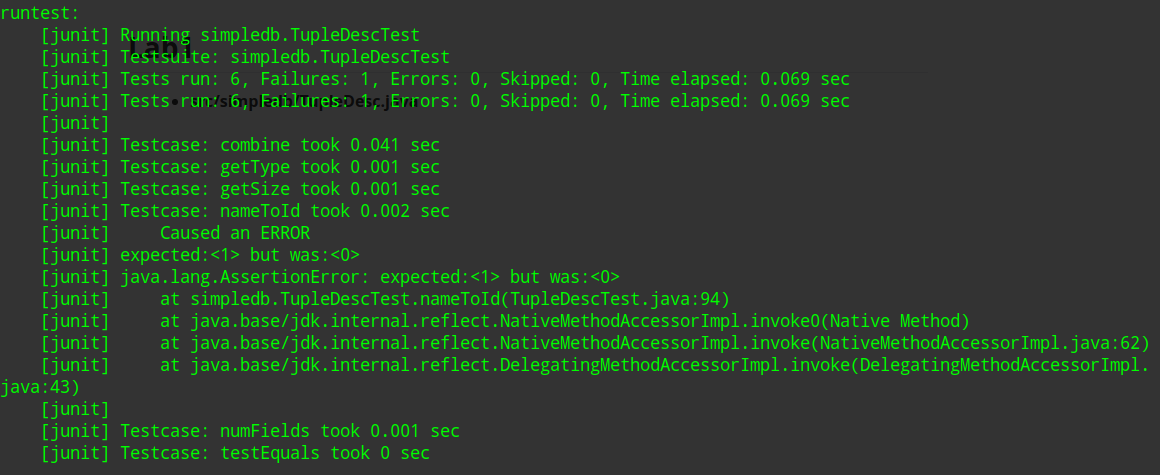 runtest:
[junit] Running simpledb.TupleDescTest
[junit] Testsuite: simpledb.TupleDescTest
[junit] Tests run: 6, Failures: 1, Errors: 0, Skipped: 0, Time elapsed: 0.069 sec
[junit] Tests run: 6, Failures: 1, Errors: 0, Skipped: 0, Time elapsed: 0.069 sec
[junit]
[junit] Testcase: combine took 0.041 sec
[junit] Testcase: getType took 0.001 sec
[junit] Testcase: getSize took 0.001 sec
[junit] Testcase: nameToId took 0.002 sec
[junit] Caused an ERROR
[junit] expected:<1> but was:<0>
[junit] java.lang.AssertionError: expected:<1> but was:<0>
[junit] at simpledb.TupleDescTest.nameToId(TupleDescTest.java:94)
[junit] at java.base/jdk.internal.reflect.NativeMethodAccessorImpl.invoke0(Native Method)
[junit] at java.base/jdk.internal.reflect.NativeMethodAccessorImpl.invoke(NativeMethodAccessorImpl.java:62)
[junit] at java.base/jdk.internal.reflect.DelegatingMethodAccessorImpl.invoke(DelegatingMethodAccessorImpl.
java:43)
[junit]
[junit] Testcase: numFields took 0.001 sec
[junit] Testcase: testEquals took 0 sec